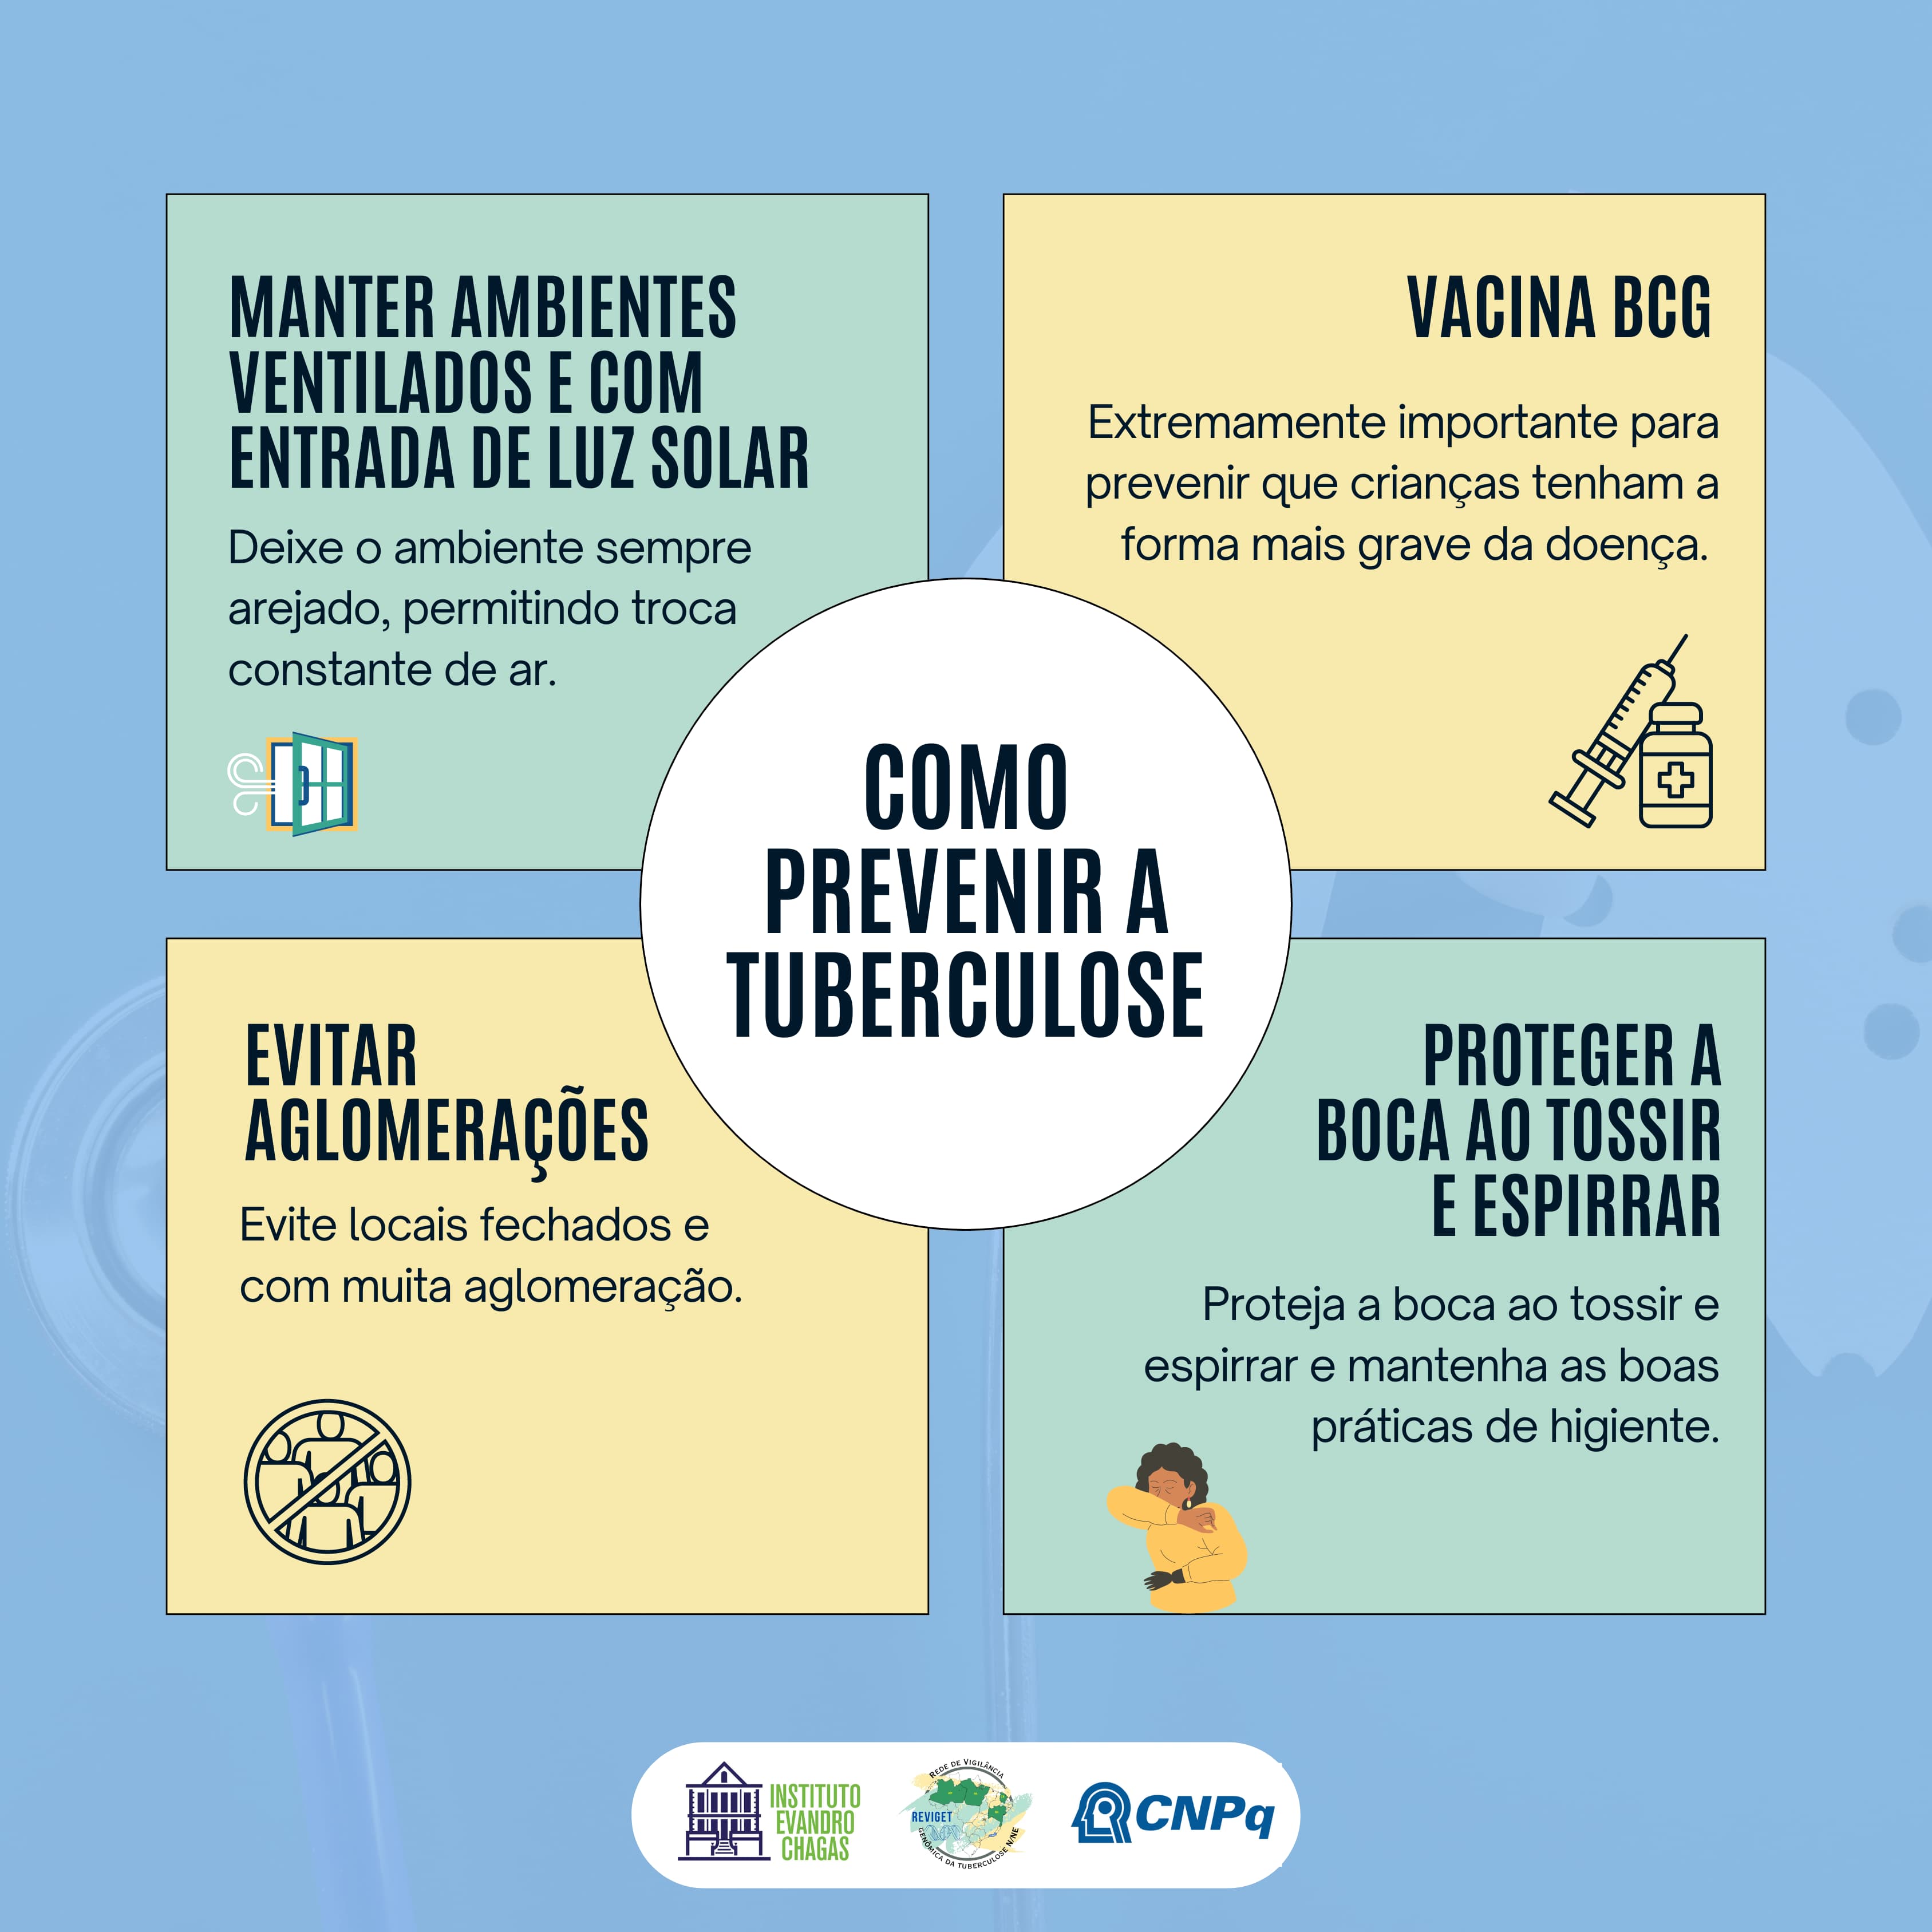 MANTER AMBIENTES
VENTILADOS E COM
ENTRADA DE LUZ SOLAR
Deixe o ambiente sempre
arejado, permitindo troca
constante de ar.
VACINA BCG
Extremamente importante para
prevenir que crianças tenham a
forma mais grave da doença.
COMO
PREVENIR A
TUBERCULOSE
EVITAR
AGLOMERAÇÕES
Evite locais fechados e
com muita aglomeração.
PROTEGER A
BOCA AO TOSSIR
E ESPIRRAR
Proteja a boca ao tossir e
espirrar e mantenha as boas
práticas de higiente.
INSTITUTO
EVANDRO
CHAGAS
REDE DE VIGILÂNCIA
REVIGET
GENÔMICA DA TUBERCULOSE N/NE
CNPq